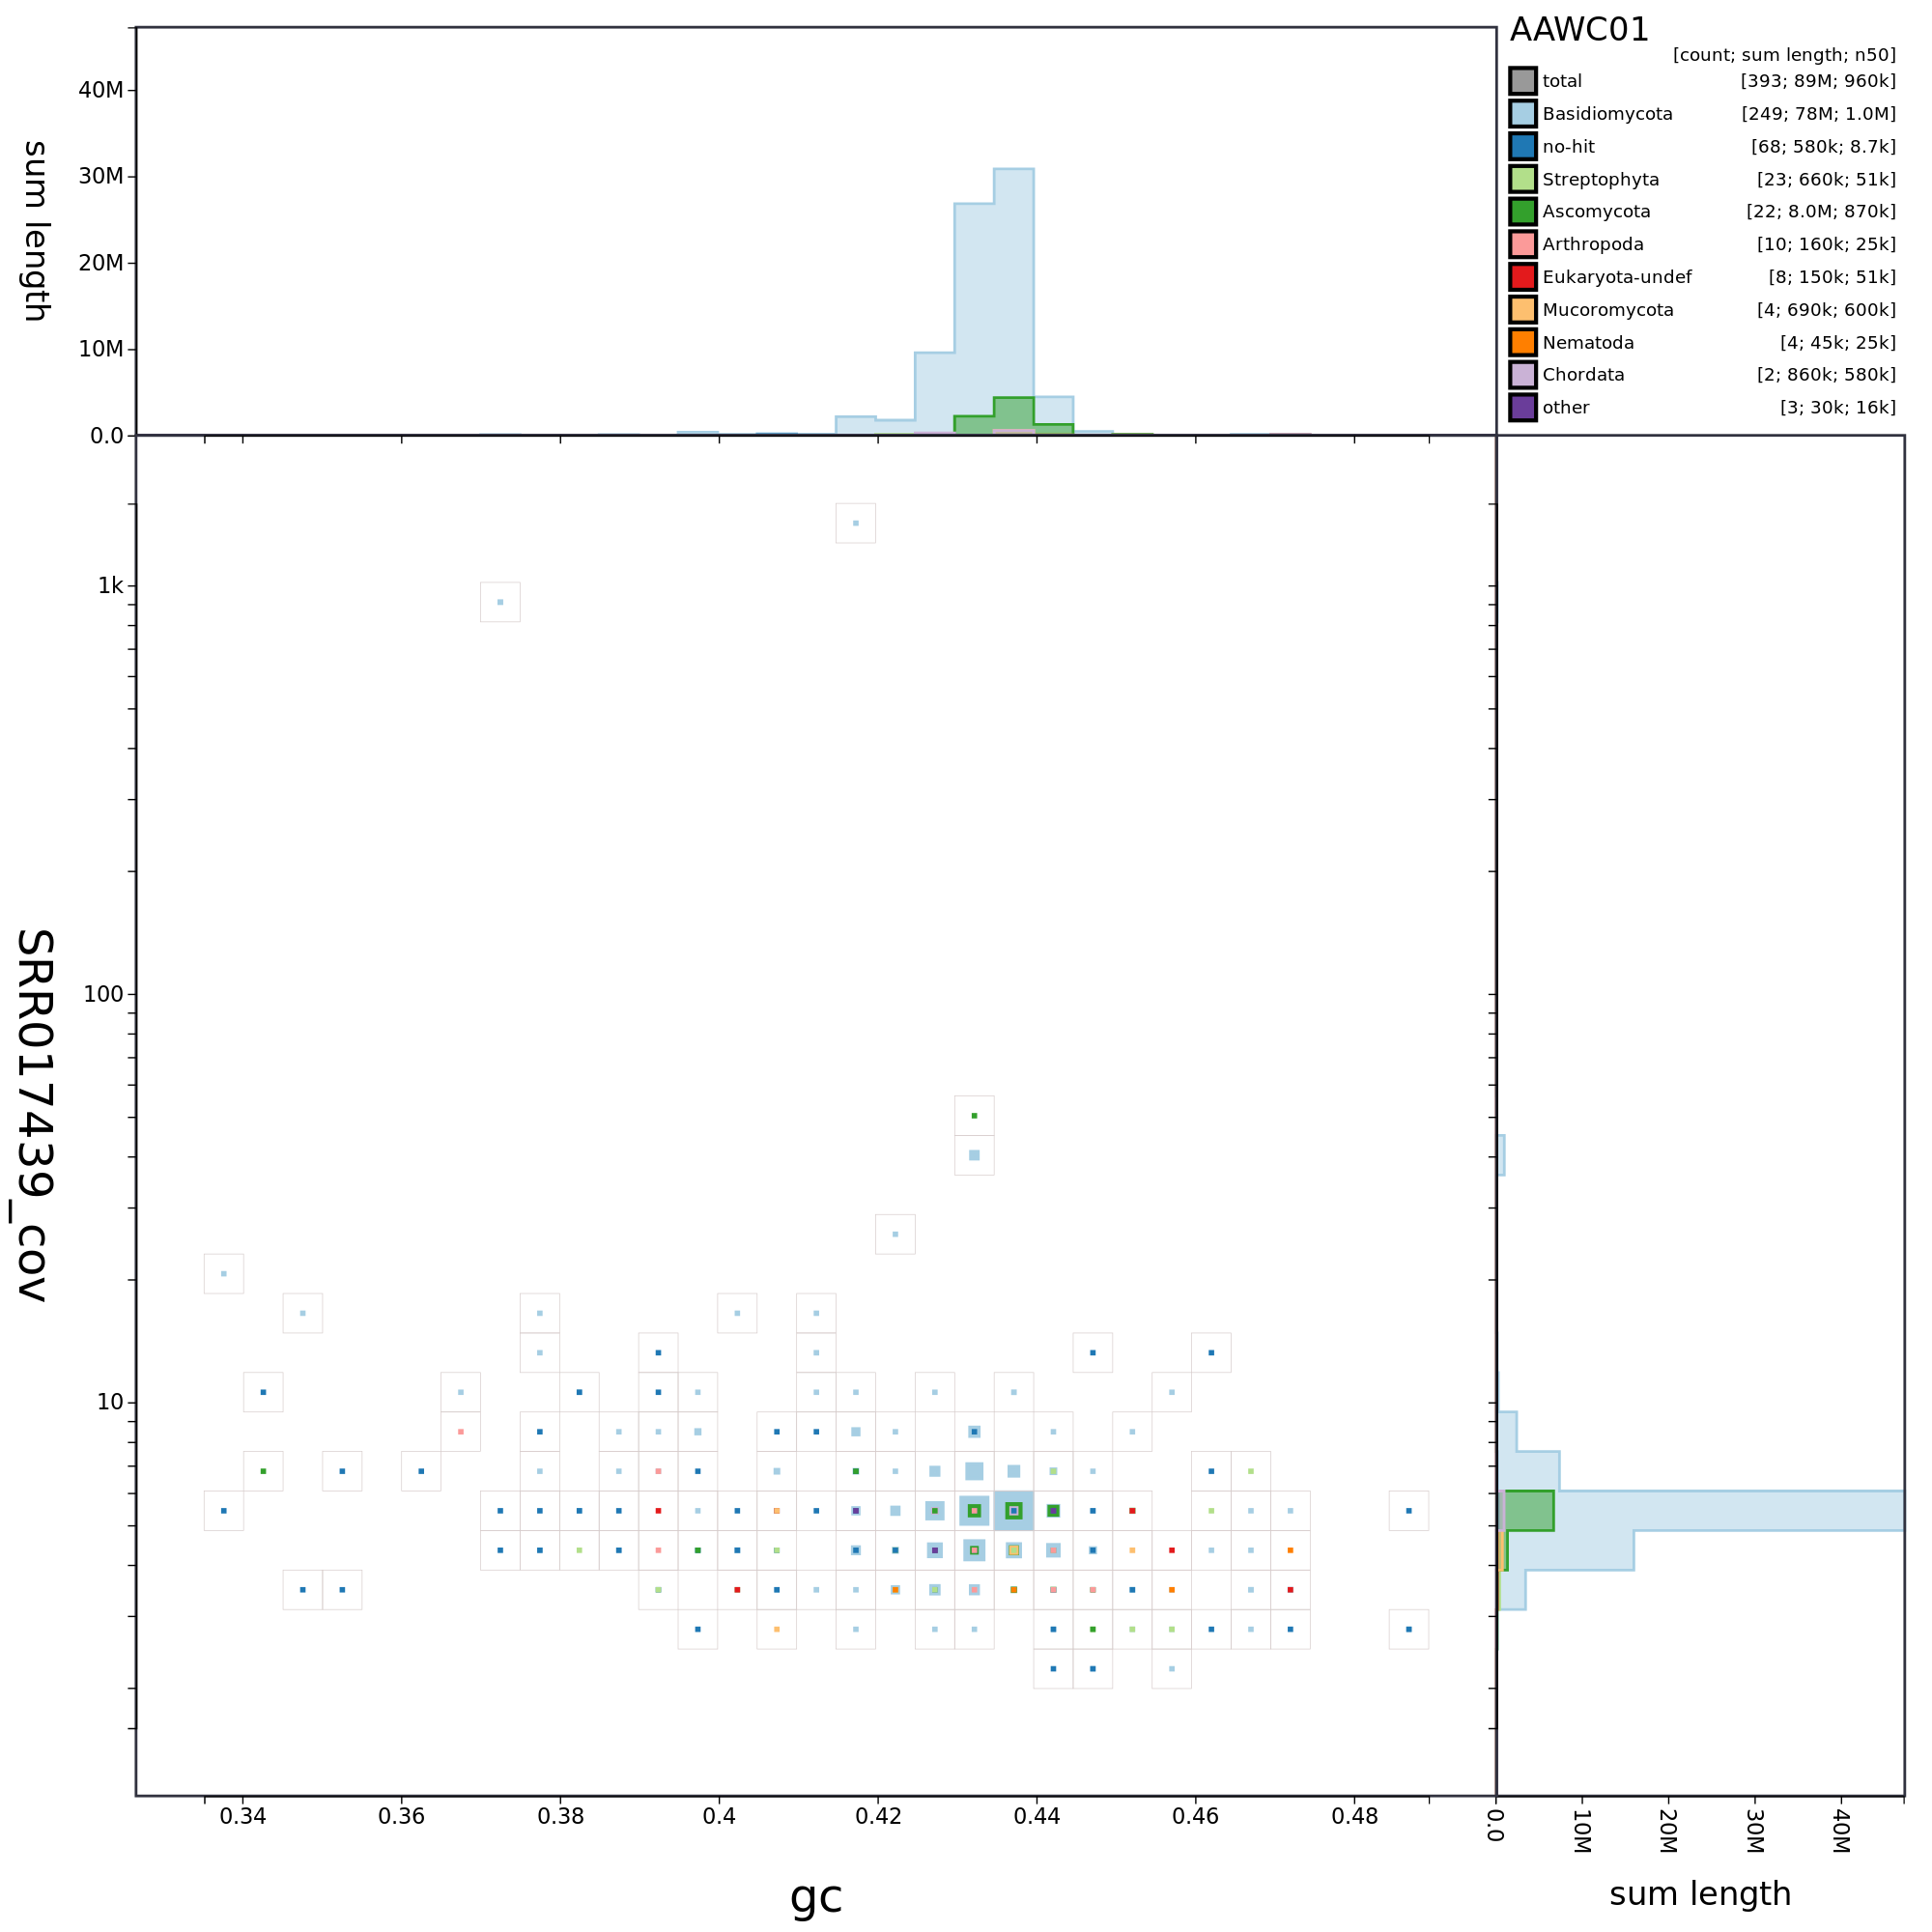 AAWC01
[count; sum length; n50]
total [393; 89M; 960k]
Basidiomycota [249; 78M; 1.0M]
no-hit [68; 580k; 8.7k]
Streptophyta [23; 660k; 51k]
Ascomycota [22; 8.0M; 870k]
Arthropoda [10; 160k; 25k]
Eukaryota-undef [8; 150k; 51k]
Mucoromycota [4; 690k; 600k]
Nematoda [4; 45k; 25k]
Chordata [2; 860k; 580k]
other [3; 30k; 16k]
sum length
40M
30M
20M
10M
0.0
SRR017439_cov
1k
100
10
0.34 0.36 0.38 0.4 0.42 0.44 0.46 0.48
gc
0.0 10M 20M 30M 40M
sum length